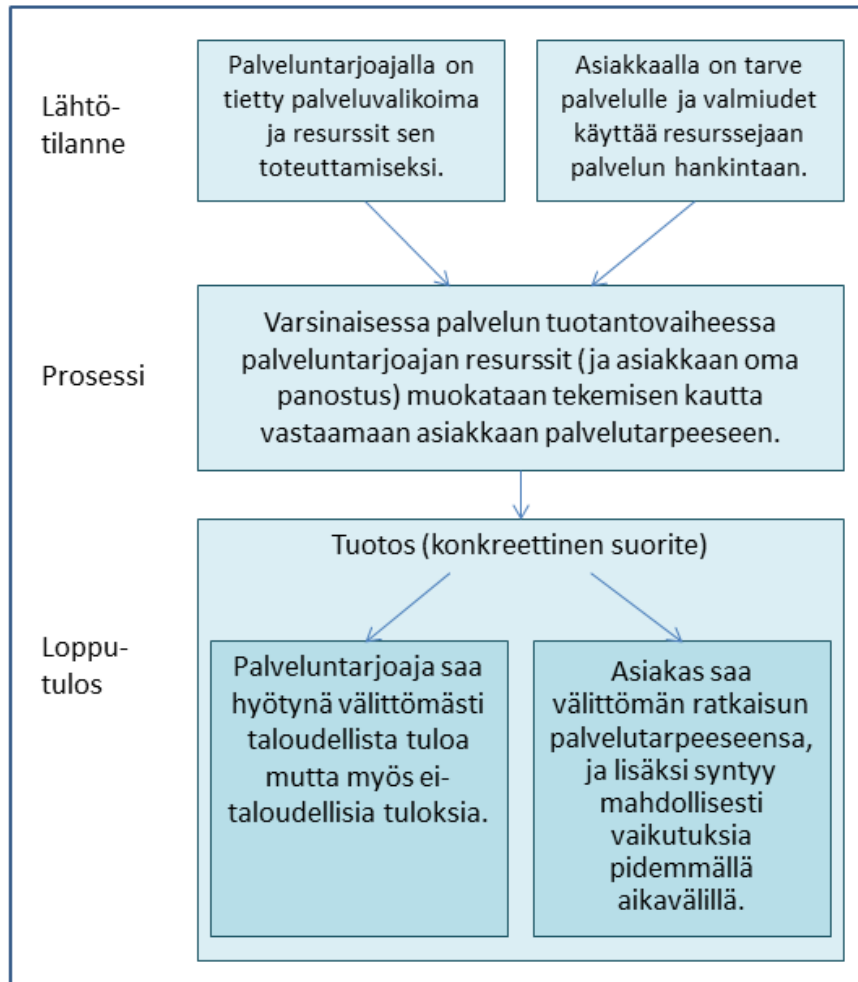 Lähtö-
tilanne
Palveluntarjoajalla on
tietty palveluvalikoima
ja resurssit sen
toteuttamiseksi.
Asiakkaalla on tarve
palvelulle ja valmiudet
käyttää resurssejaan
palvelun hankintaan.
Prosessi
Varsinaisessa palvelun tuotantovaiheessa
palveluntarjoajan resurssit (ja asiakkaan oma
panostus) muokataan tekemisen kautta
vastaamaan asiakkaan palvelutarpeeseen.
Loppu-
tulos
Tuotos (konkreettinen suorite)
Palveluntarjoaja saa
hyötynä välittömästi
taloudellista tuloa
mutta myös ei-
taloudellisia tuloksia.
Asiakas saa
välittömän ratkaisun
palvelutarpeeseensa,
ja lisäksi syntyy
mahdollisesti
vaikutuksia
pidemmällä
aikavälillä.